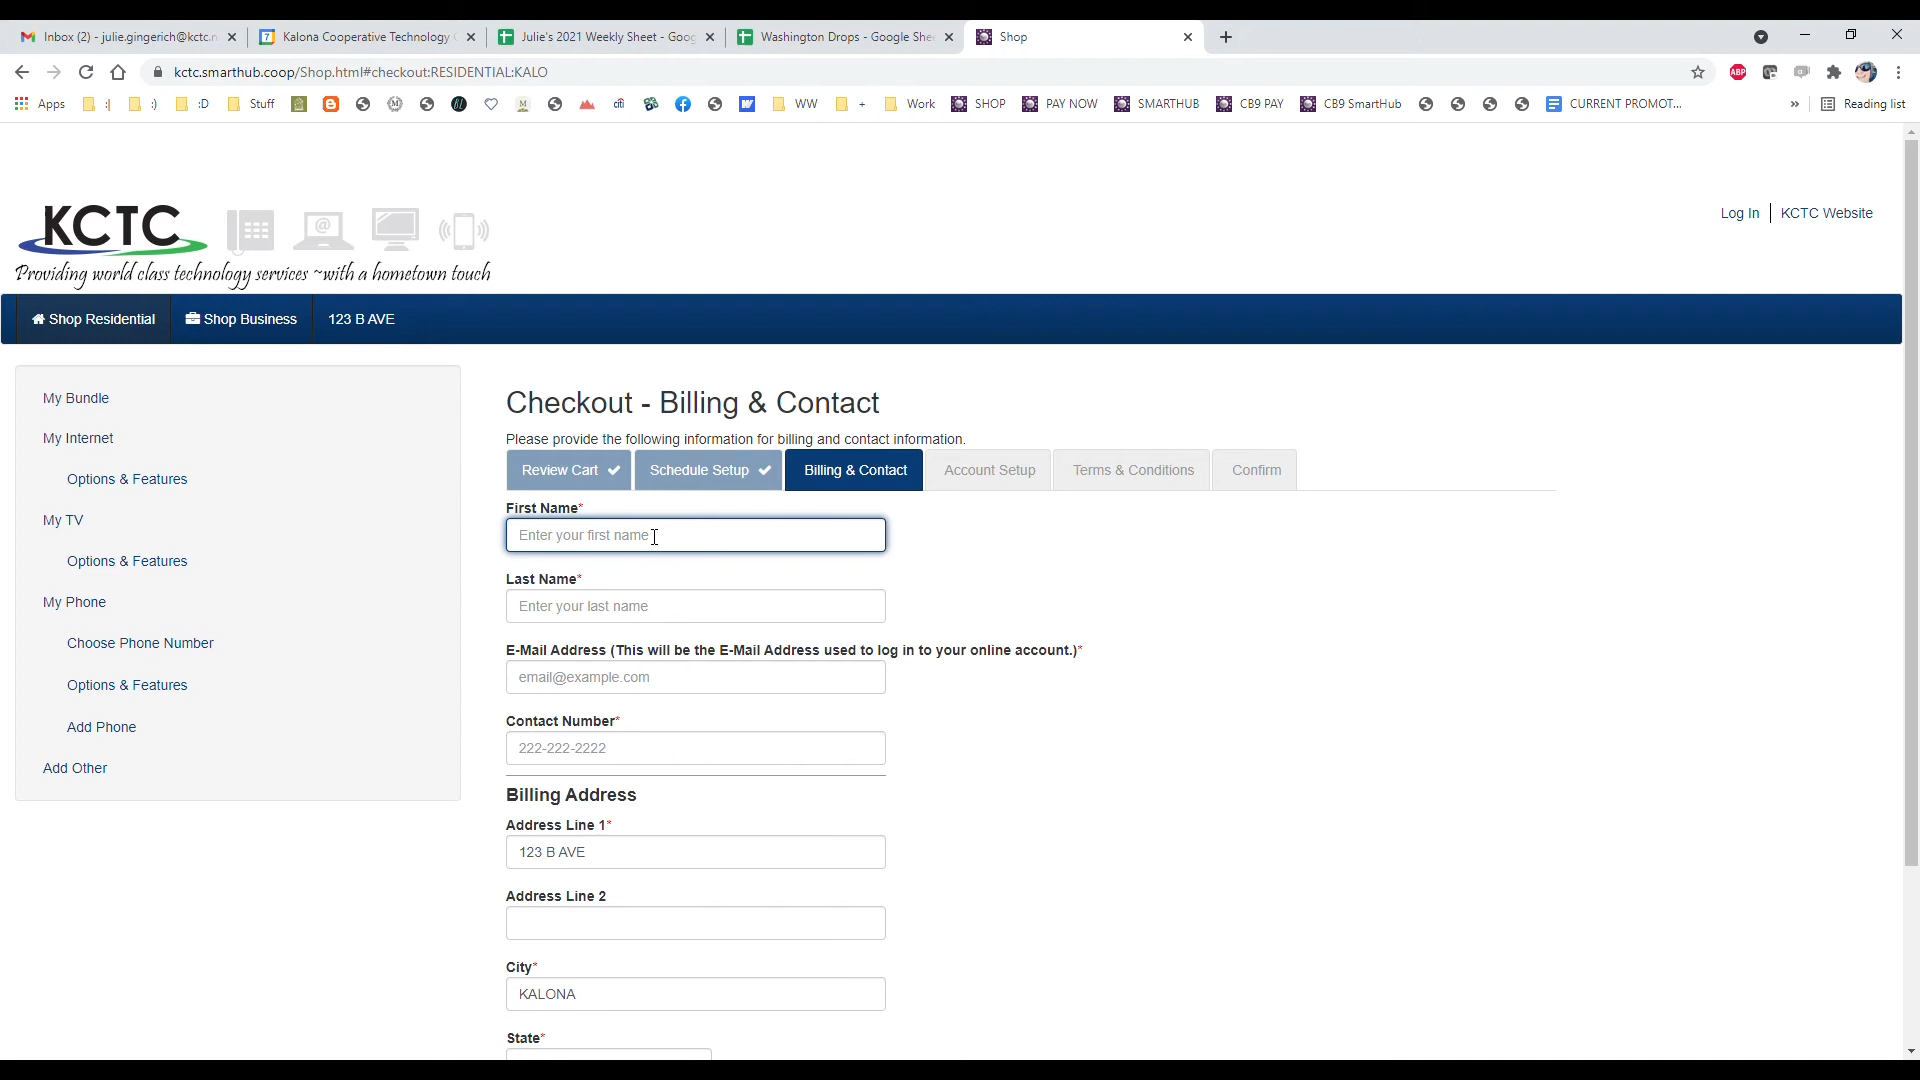 Inbox (2) - julie.gingerich@kctc.n
Kalona Cooperative Technology
Julie's 2021 Weekly Sheet - Goog
Washington Drops - Google She
Shop
kctc.smarthub.coop/Shop.html#checkout:RESIDENTIAL:KALO
ABP
Apps :| :) :D Stuff WW + Work SHOP PAY NOW SMARTHUB CB9 PAY CB9 SmartHub CURRENT PROMOT... » Reading list
KCTC
Providing world class technology services ~with a hometown touch
Log In KCTC Website
Shop Residential Shop Business 123 B AVE
My Bundle
My Internet
Options & Features
My TV
Options & Features
My Phone
Choose Phone Number
Options & Features
Add Phone
Add Other
Checkout - Billing & Contact
Please provide the following information for billing and contact information.
Review Cart Schedule Setup Billing & Contact Account Setup Terms & Conditions Confirm
First Name*
Enter your first name
Last Name*
Enter your last name
E-Mail Address (This will be the E-Mail Address used to log in to your online account.)*
email@example.com
Contact Number*
222-222-2222
Billing Address
Address Line 1*
123 B AVE
Address Line 2
City*
KALONA
State*